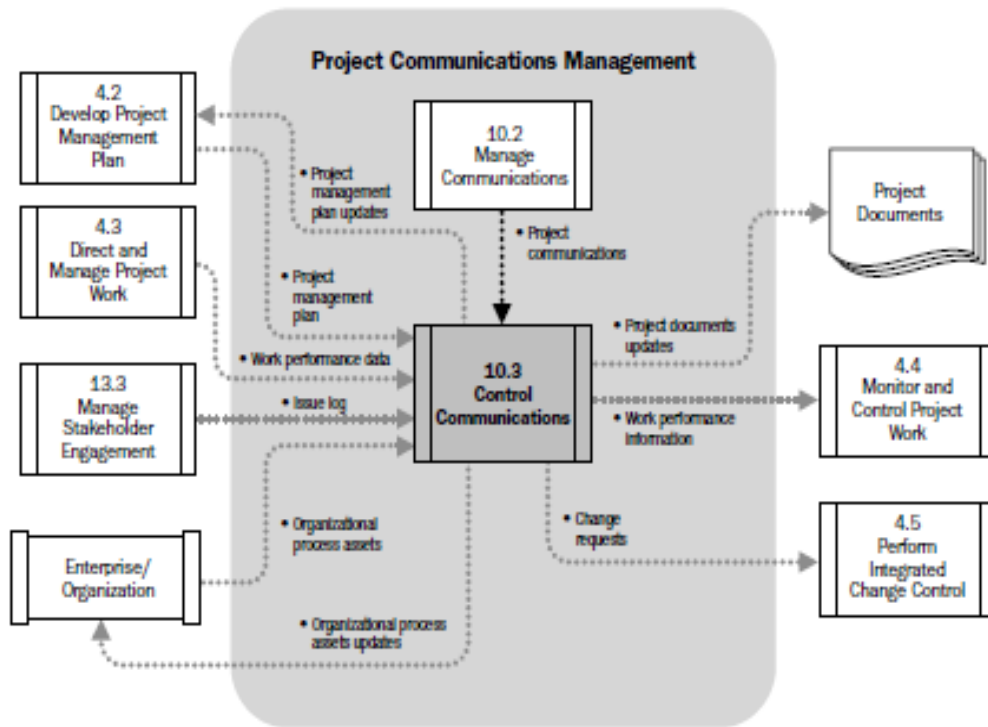 Project Communications Management
4.2
Develop Project
Management
Plan
10.2
Manage
Communications
• Project
management
plan updates
Project
Documents
4.3
Direct and
Manage Project
Work
• Project
communications
• Project
management
plan
• Project documents
updates
• Work performance data
10.3
Control
Communications
4.4
Monitor and
Control Project
Work
13.3
Manage
Stakeholder
Engagement
• Issue log
• Work performance
information
• Organizational
process assets
• Change
requests
4.5
Perform
Integrated
Change Control
Enterprise/
Organization
• Organizational process
assets updates